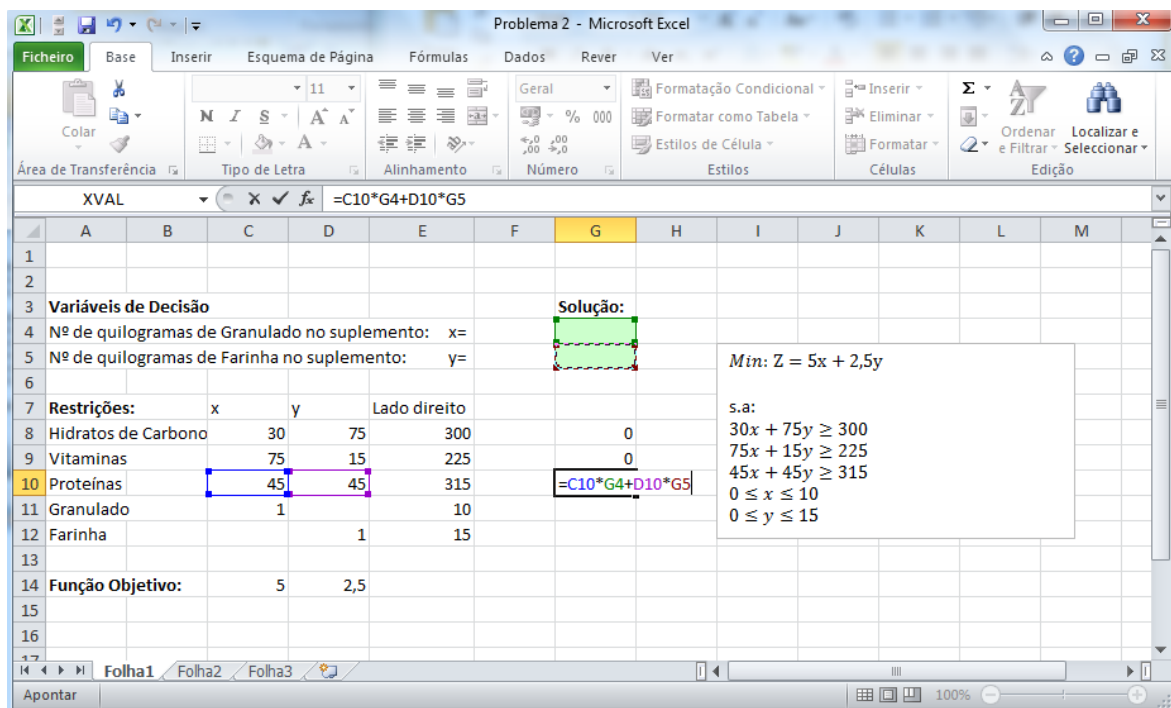 Problema 2 - Microsoft Excel
Ficheiro Base Inserir Esquema de Página Fórmulas Dados Rever Ver
Colar
Área de Transferência
11
N I S A A
A
Tipo de Letra
Alinhamento
Geral
% 000
,0 ,00
,00 ,0
Número
Formatação Condicional
Formatar como Tabela
Estilos de Célula
Estilos
Inserir
Eliminar
Formatar
Células
Σ
Ordenar e Filtrar
Localizar e Seleccionar
Edição
XVAL fx =C10*G4+D10*G5
A B C D E F G H I J K L M
1
2
3 Variáveis de Decisão Solução:
4 Nº de quilogramas de Granulado no suplemento: x=
5 Nº de quilogramas de Farinha no suplemento: y=
6
7 Restrições: x y Lado direito
8 Hidratos de Carbono 30 75 300 0
9 Vitaminas 75 15 225 0
10 Proteínas 45 45 315 =C10*G4+D10*G5
11 Granulado 1 10
12 Farinha 1 15
13
14 Função Objetivo: 5 2,5
15
16
17
Min: Z = 5x + 2,5y
s.a:
30x + 75y ≥ 300
75x + 15y ≥ 225
45x + 45y ≥ 315
0 ≤ x ≤ 10
0 ≤ y ≤ 15
Folha1 Folha2 Folha3
Apontar 100%